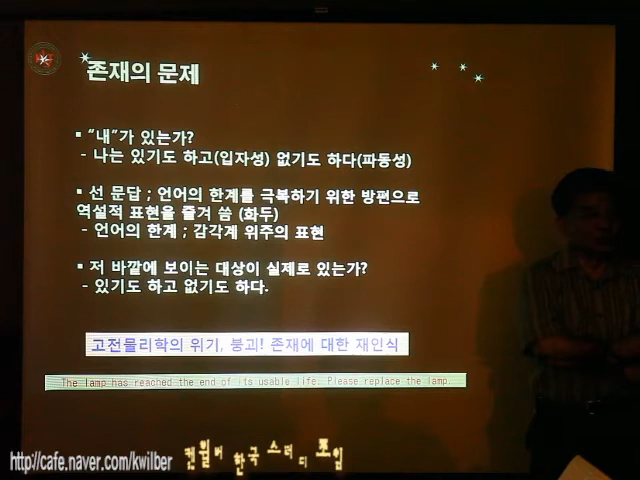 존재의 문제
▪ “내”가 있는가?
- 나는 있기도 하고(입자성) 없기도 하다(파동성)
▪ 선 문답 ; 언어의 한계를 극복하기 위한 방편으로
역설적 표현을 즐겨 씀 (화두)
- 언어의 한계 ; 감각계 위주의 표현
▪ 저 바깥에 보이는 대상이 실제로 있는가?
- 있기도 하고 없기도 하다.
고전물리학의 위기, 붕괴! 존재에 대한 재인식
The lamp has reached the end of its usable life. Please replace the lamp.
http://cafe.naver.com/kwilber 켄윌버 한국 스터디 모임